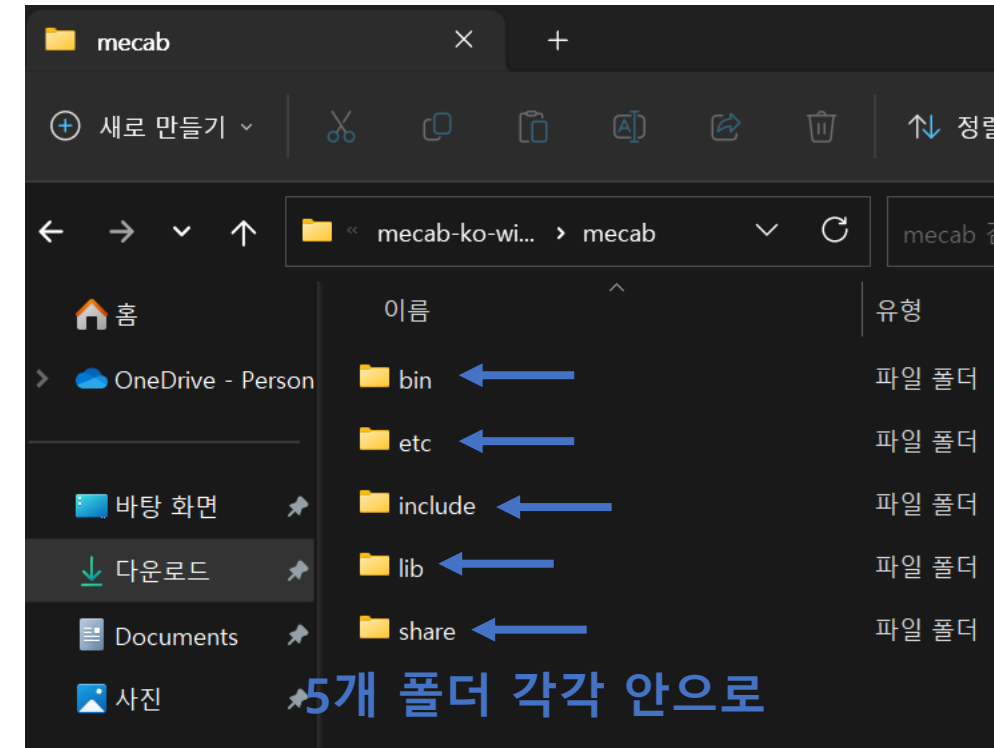 mecab
새로 만들기
정렬
« mecab-ko-wi... > mecab
mecab
이름
유형
홈
OneDrive - Person
bin
파일 폴더
etc
파일 폴더
바탕 화면
include
파일 폴더
다운로드
lib
파일 폴더
Documents
share
파일 폴더
사진
5개 폴더 각각 안으로